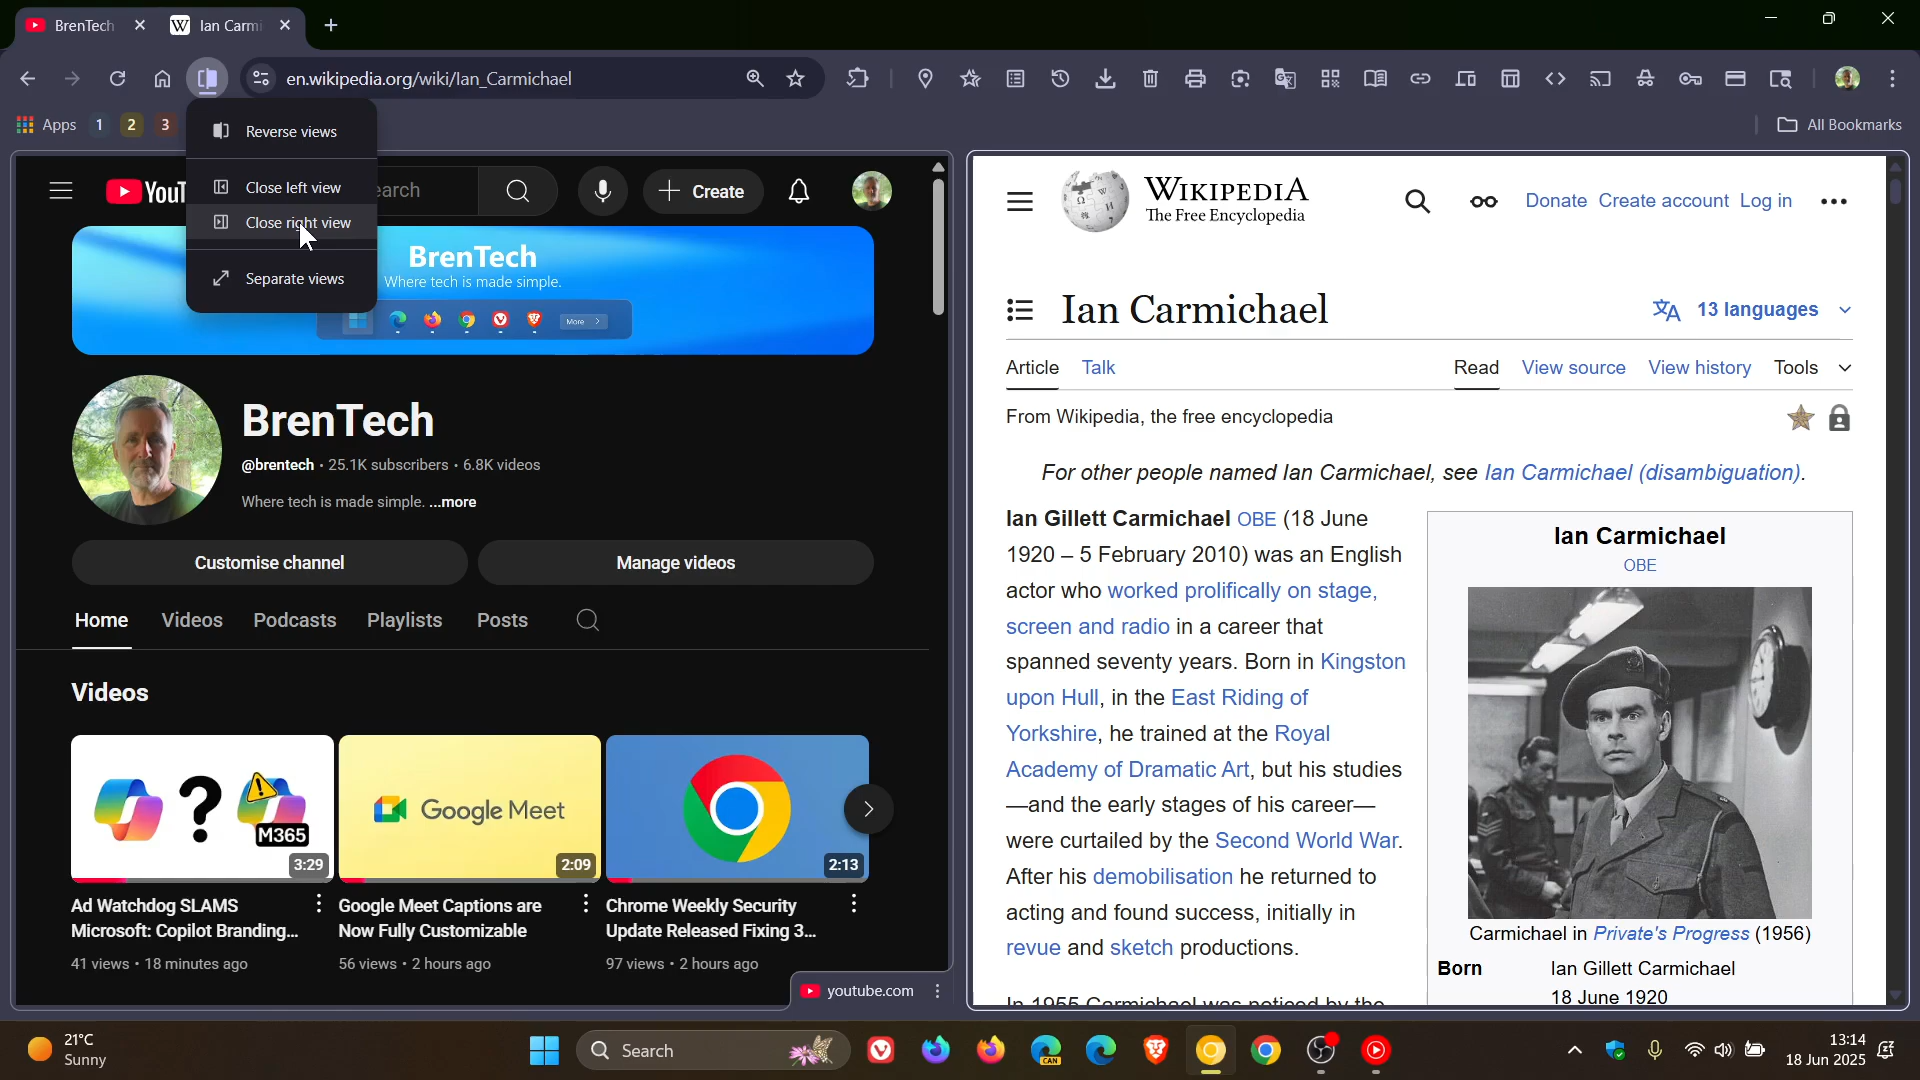 BrenTech
Ian Carmi
en.wikipedia.org/wiki/Ian_Carmichael
Apps 1 2 3
All Bookmarks
Reverse views
Close left view
Close right view
Separate views
YouT
earch
Create
BrenTech
Where tech is made simple.
More >
BrenTech
@brentech • 25.1K subscribers • 6.8K videos
Where tech is made simple. ...more
Customise channel
Manage videos
Home Videos Podcasts Playlists Posts
Videos
? M365
3:29
Google Meet
2:09
2:13
Ad Watchdog SLAMS
Microsoft: Copilot Branding...
41 views • 18 minutes ago
Google Meet Captions are
Now Fully Customizable
56 views • 2 hours ago
Chrome Weekly Security
Update Released Fixing 3...
97 views • 2 hours ago
youtube.com
WIKIPEDIA
The Free Encyclopedia
Donate Create account Log in
Ian Carmichael
13 languages
Article Talk
Read View source View history Tools
From Wikipedia, the free encyclopedia
For other people named Ian Carmichael, see Ian Carmichael (disambiguation).
Ian Gillett Carmichael OBE (18 June
1920 – 5 February 2010) was an English
actor who worked prolifically on stage,
screen and radio in a career that
spanned seventy years. Born in Kingston
upon Hull, in the East Riding of
Yorkshire, he trained at the Royal
Academy of Dramatic Art, but his studies
—and the early stages of his career—
were curtailed by the Second World War.
After his demobilisation he returned to
acting and found success, initially in
revue and sketch productions.
In 1955 Carmichael was noticed by the
Ian Carmichael
OBE
Carmichael in Private's Progress (1956)
Born Ian Gillett Carmichael
18 June 1920
21°C
Sunny
Search
CAN
13:14
18 Jun 2025